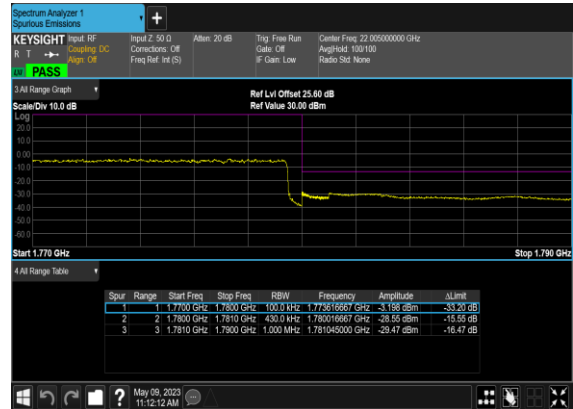 Spectrum Analyzer 1
Spurious Emissions
KEYSIGHT Input: RF Input Z: 50 Ω Atten: 20 dB Trig: Free Run Center Freq: 22.005000000 GHz
R T Coupling: DC Corrections: Off Gate: Off Avg|Hold: 100/100
Align: Off Freq Ref: Int (S) IF Gain: Low Radio Std: None
LW PASS
3 All Range Graph
Ref Lvl Offset 25.60 dB
Scale/Div 10.0 dB Ref Value 30.00 dBm
Log
20.0
10.0
0.00
-10.0
-20.0
-30.0
-40.0
-50.0
-60.0
Start 1.770 GHz Stop 1.790 GHz
4 All Range Table
Spur Range Start Freq Stop Freq RBW Frequency Amplitude ΔLimit
1 1 1.7700 GHz 1.7800 GHz 100.0 kHz 1.773616667 GHz -3.198 dBm -33.20 dB
2 2 1.7800 GHz 1.7810 GHz 430.0 kHz 1.780016667 GHz -28.55 dBm -15.55 dB
3 3 1.7810 GHz 1.7900 GHz 1.000 MHz 1.781045000 GHz -29.47 dBm -16.47 dB
? May 09, 2023
11:12:12 AM